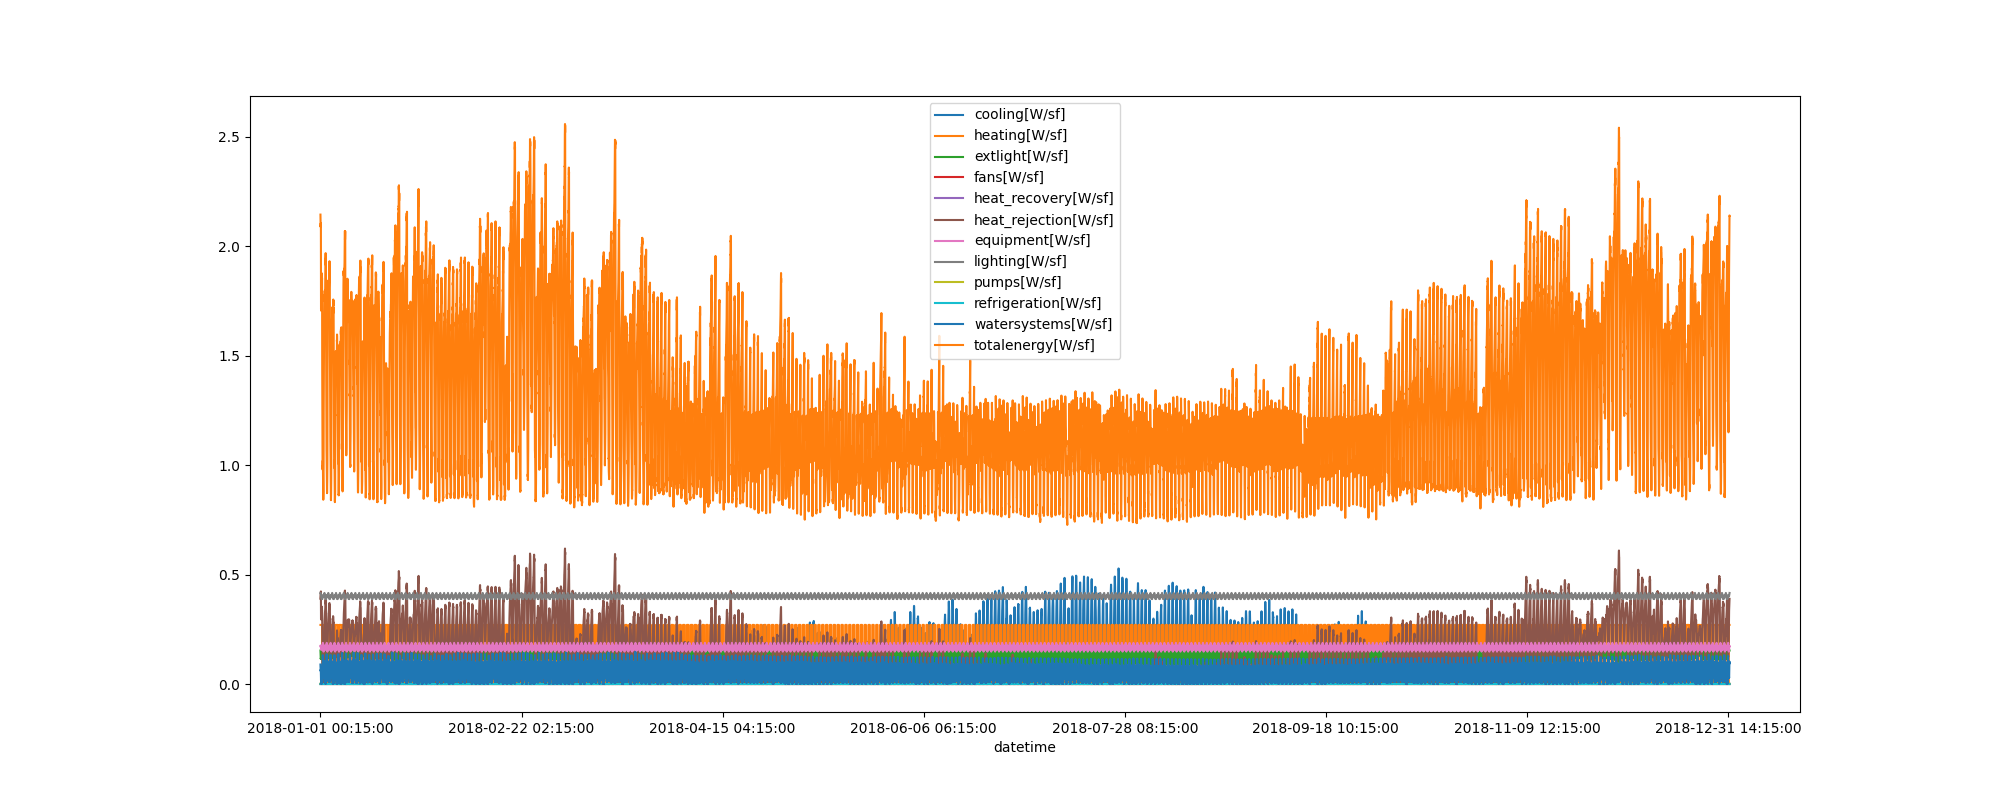 2.5
2.0
1.5
1.0
0.5
0.0
cooling[W/sf]
heating[W/sf]
extlight[W/sf]
fans[W/sf]
heat_recovery[W/sf]
heat_rejection[W/sf]
equipment[W/sf]
lighting[W/sf]
pumps[W/sf]
refrigeration[W/sf]
watersystems[W/sf]
totalenergy[W/sf]
2018-01-01 00:15:00 2018-02-22 02:15:00 2018-04-15 04:15:00 2018-06-06 06:15:00 2018-07-28 08:15:00 2018-09-18 10:15:00 2018-11-09 12:15:00 2018-12-31 14:15:00
datetime